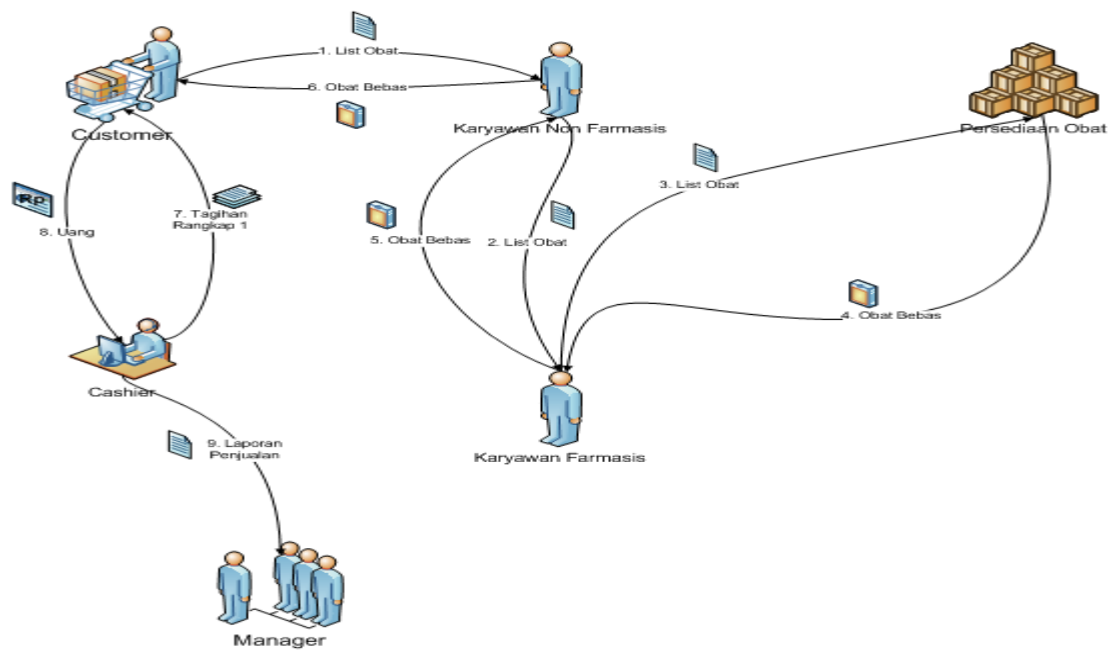 1. List Obat
6. Obat Bebas
Customer
Karyawan Non Farmasis
Persediaan Obat
3. List Obat
Rp
7. Tagihan
Rangkap 1
8. Uang
5. Obat Bebas
2. List Obat
4. Obat Bebas
Cashier
9. Laporan
Penjualan
Karyawan Farmasis
Manager